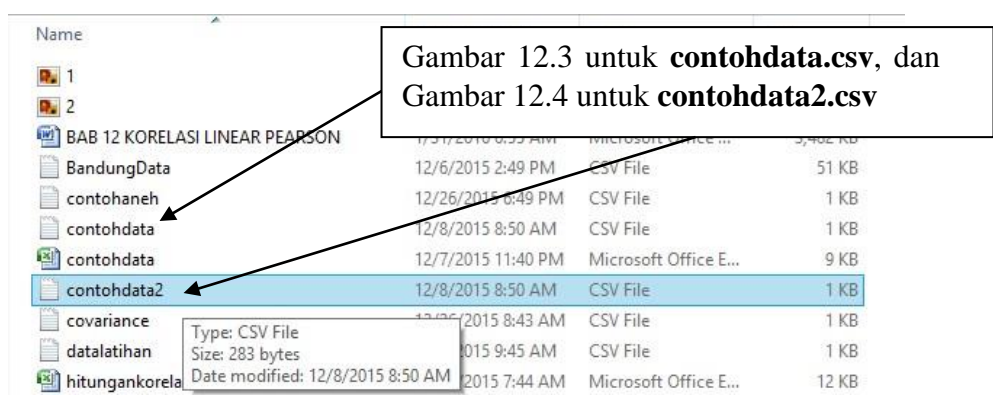 Name
Gambar 12.3 untuk contohdata.csv, dan
Gambar 12.4 untuk contohdata2.csv
1
2
BAB 12 KORELASI LINEAR PEARSON
BandungData 12/6/2015 2:49 PM CSV File 51 KB
contohaneh 12/26/2015 6:49 PM CSV File 1 KB
contohdata 12/8/2015 8:50 AM CSV File 1 KB
contohdata 12/7/2015 11:40 PM Microsoft Office E... 9 KB
contohdata2 12/8/2015 8:50 AM CSV File 1 KB
covariance 2015 8:43 AM CSV File 1 KB
datalatihan 2015 9:45 AM CSV File 1 KB
hitungankorela 2015 7:44 AM Microsoft Office E... 12 KB
Type: CSV File
Size: 283 bytes
Date modified: 12/8/2015 8:50 AM